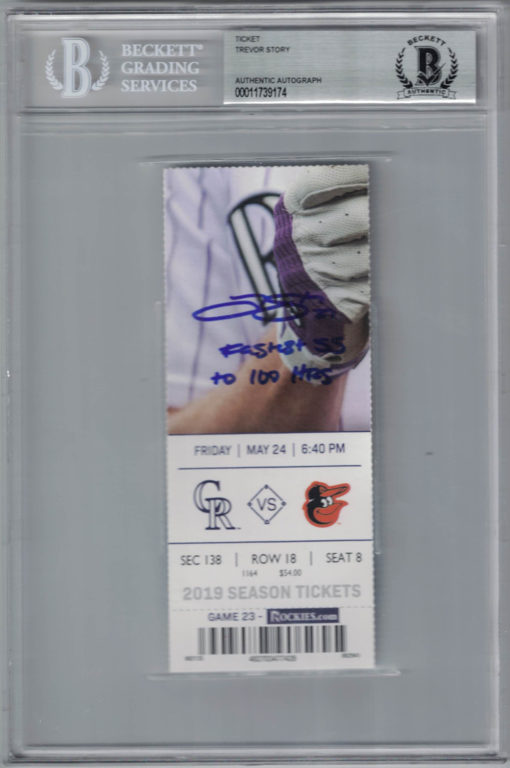 BECKETT®
GRADING
SERVICES
B
TICKET
TREVOR STORY
AUTHENTIC AUTOGRAPH
00011739174
BECKETT
B
AUTHENTIC
Fastest SS
to 100 HRS
FRIDAY | MAY 24 | 6:40 PM
CR
VS.
SEC 138 | ROW 18 | SEAT 8
1164 $54.00
2019 SEASON TICKETS
GAME 23 - ROCKIES.com